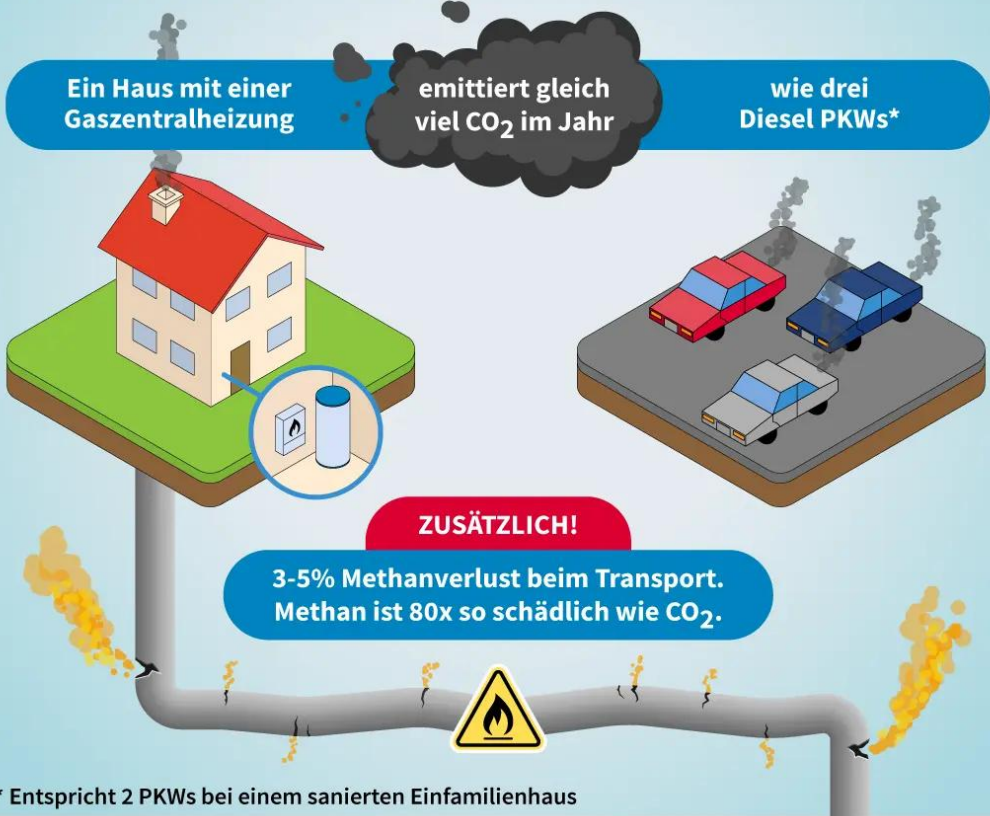 Ein Haus mit einer
Gaszentralheizung
emittiert gleich
viel CO₂ im Jahr
wie drei
Diesel PKWs*
ZUSÄTZLICH!
3-5% Methanverlust beim Transport.
Methan ist 80x so schädlich wie CO₂.
* Entspricht 2 PKWs bei einem sanierten Einfamilienhaus